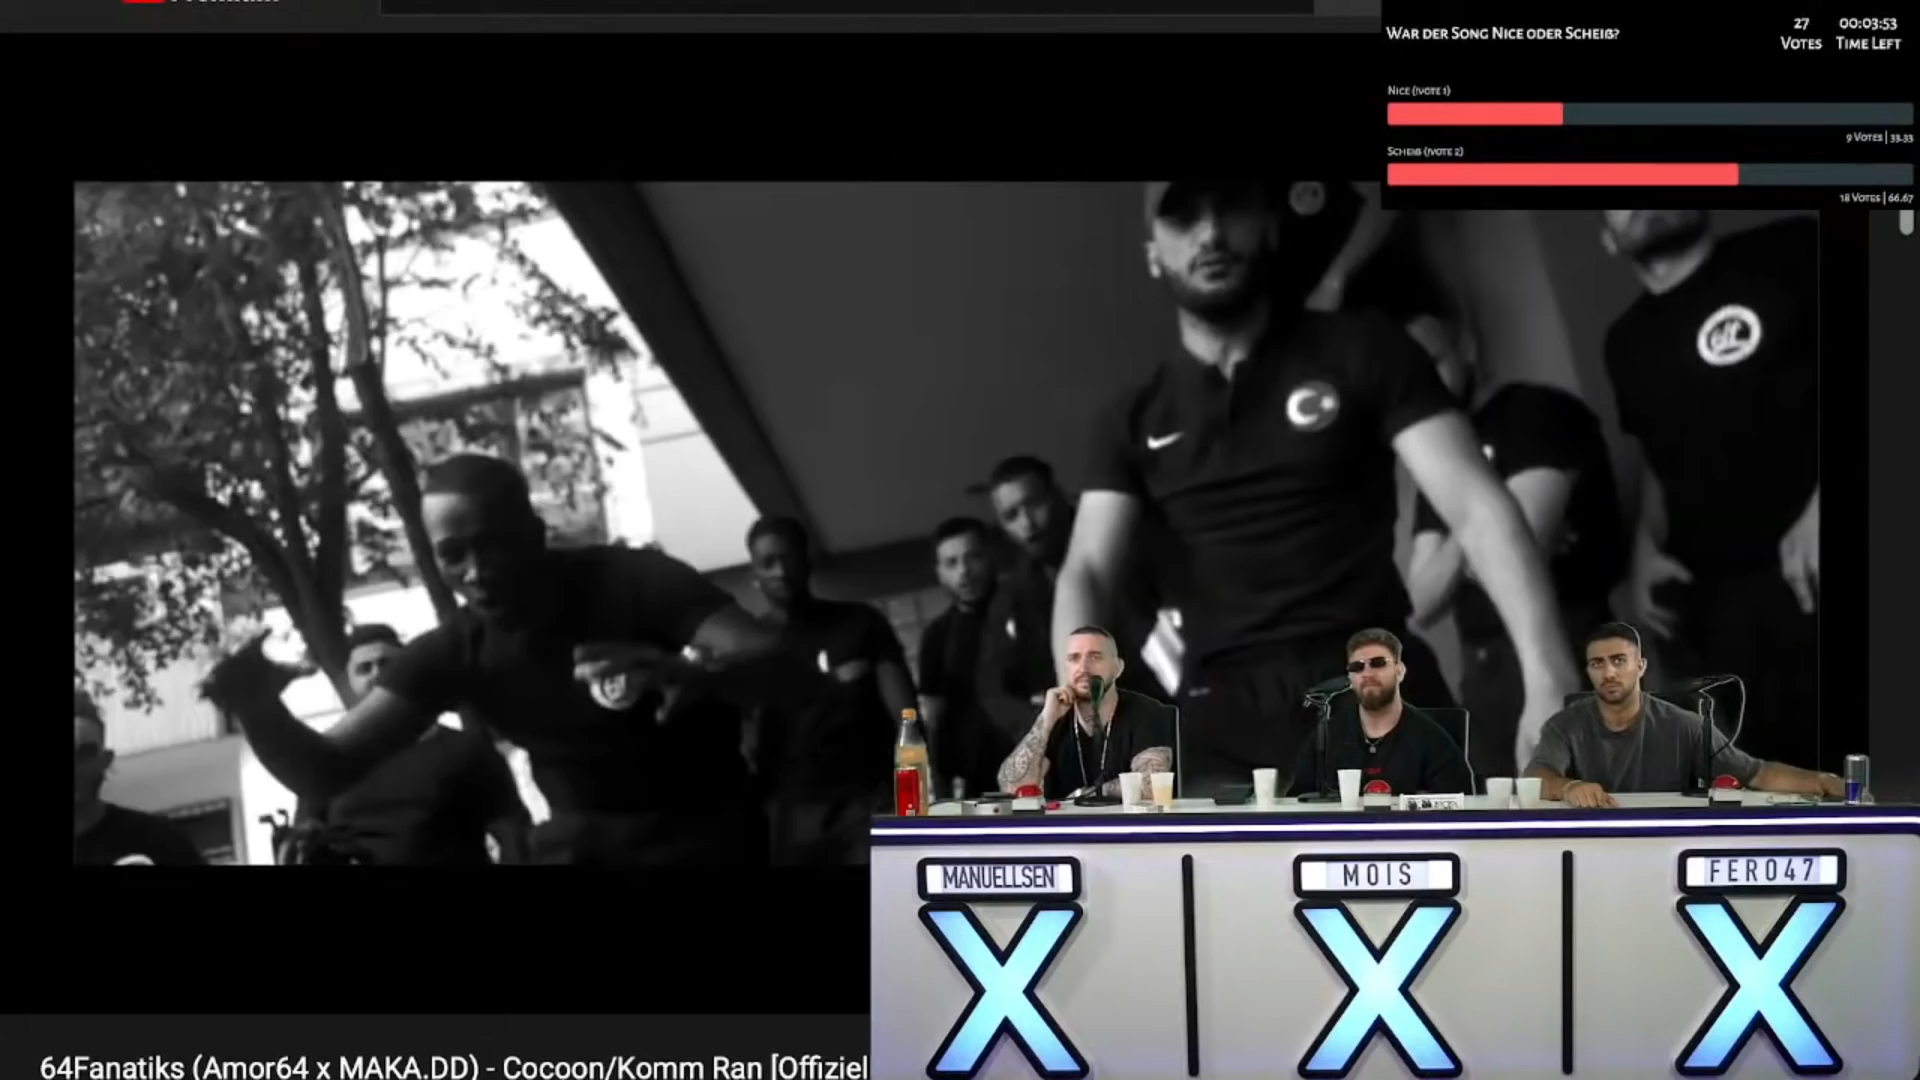 Premium
War der Song Nice oder Scheiß?
27 Votes
00:03:53 Time Left
Nice (!vote 1)
9 Votes | 33.33
Scheiß (!vote 2)
18 Votes | 66.67
MANUELLSEN
MOIS
FERO47
X X X
64Fanatiks (Amor64 x MAKA.DD) - Cocoon/Komm Ran [Offiziel